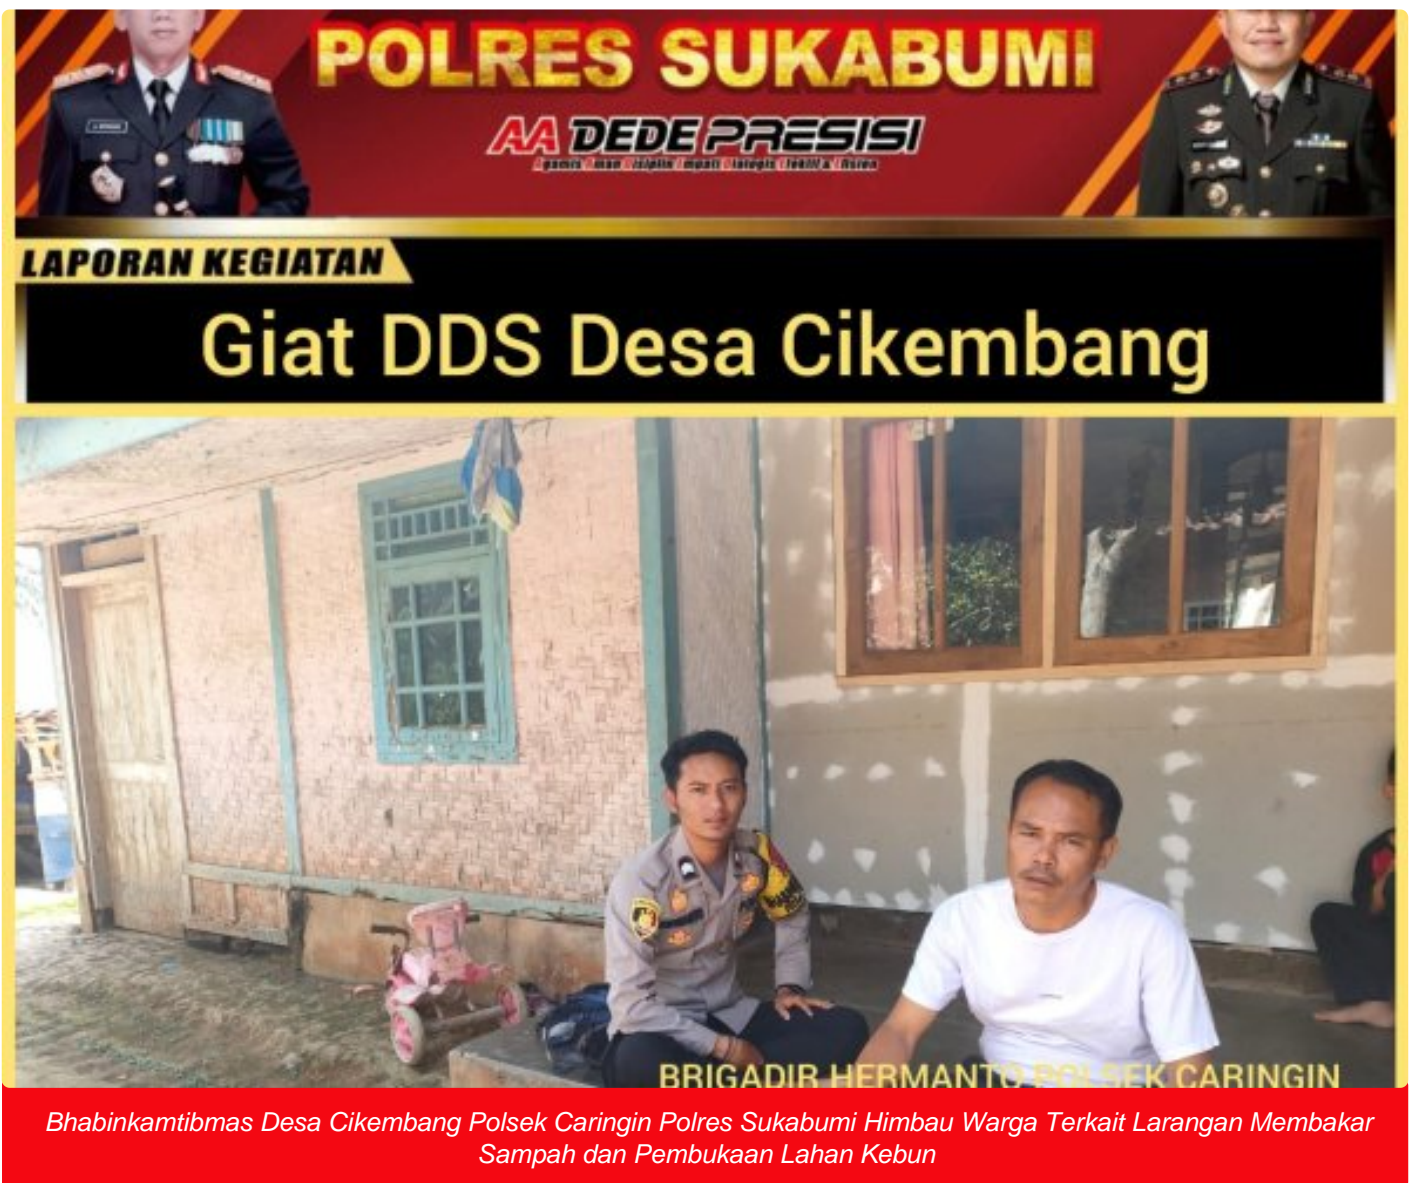 POLRES SUKABUMI
AA DEDE PRESISI
LAPORAN KEGIATAN
Giat DDS Desa Cikembang
BRIGADIR HERMANTO POLSEK CARINGIN
Bhabinkamtibmas Desa Cikembang Polsek Caringin Polres Sukabumi Himbau Warga Terkait Larangan Membakar
Sampah dan Pembukaan Lahan Kebun